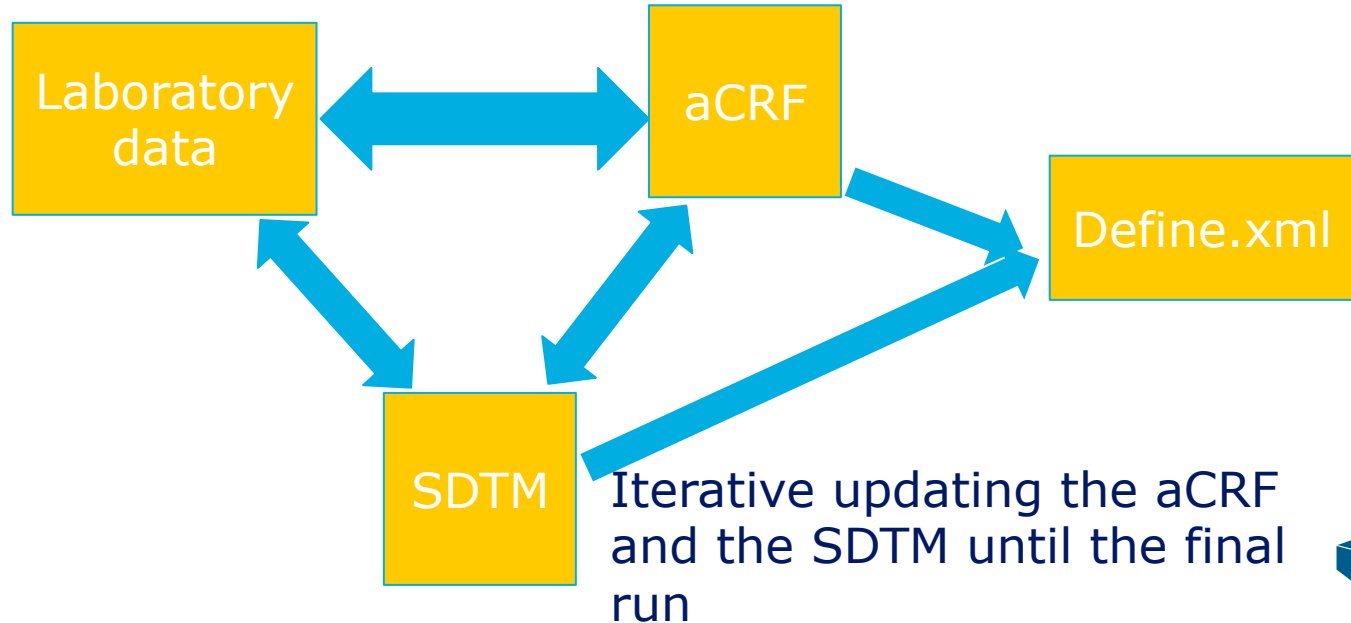 Laboratory
data
aCRF
Define.xml
SDTM
Iterative updating the aCRF
and the SDTM until the final
run